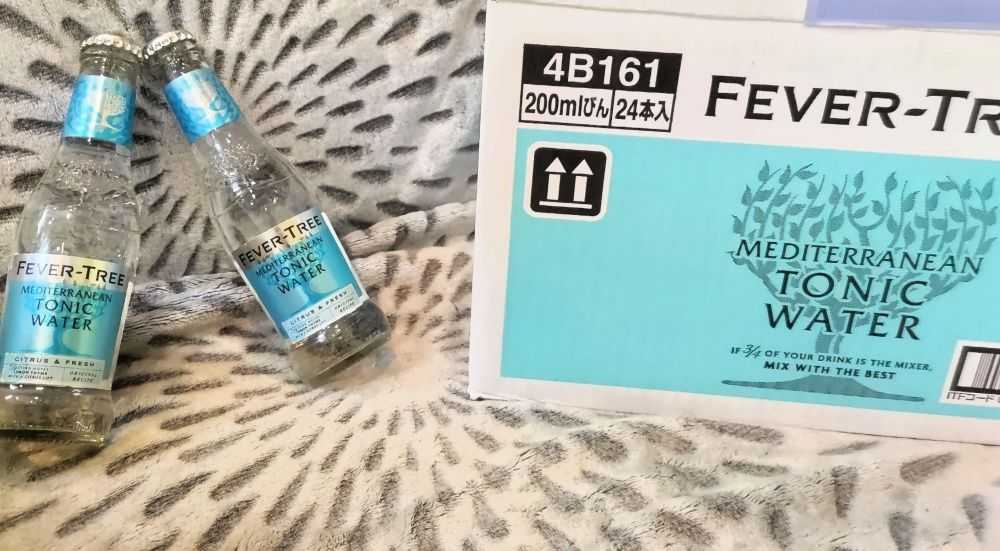 FEVER-TREE
MEDITERRANEAN
TONIC
WATER
CITRUS & FRESH
FEVER-TREE
MEDITERRANEAN
TONIC
WATER
CITRUS & FRESH
4B161
200mlびん 24本入
FEVER-TR
MEDITERRANEAN
TONIC
WATER
IF 3/4 OF YOUR DRINK IS THE MIXER,
MIX WITH THE BEST
ITFコード